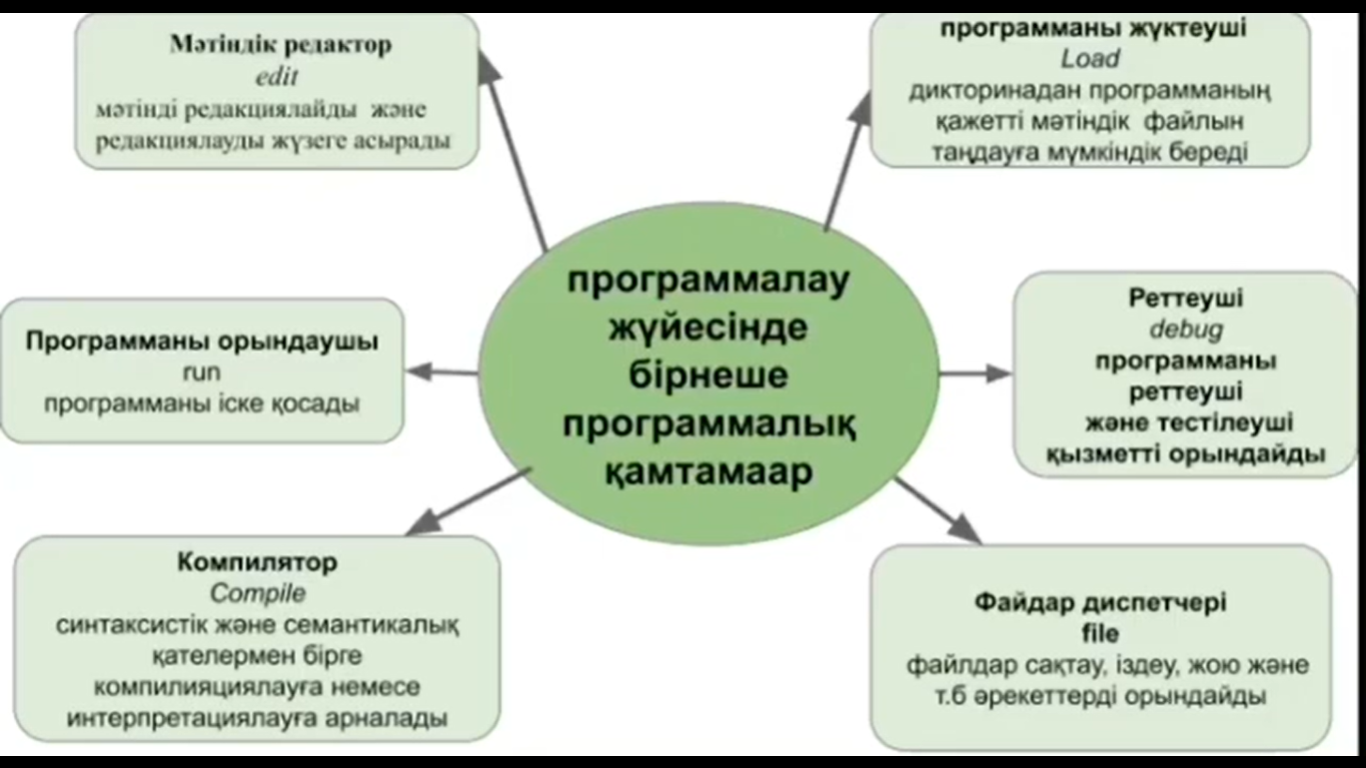 Мәтіндік редактор
edit
мәтінді редакциялайды және
редакциялауды жүзеге асырады
программаны жүктеуші
Load
дикторинадан программаның
қажетті мәтіндік файлын
таңдауға мүмкіндік береді
программалау
жүйесінде
бірнеше
программалық
қамтамаар
Программаны орындаушы
run
программаны іске қосады
Реттеуші
debug
программаны
реттеуші
және тестілеуші
қызметті орындайды
Компилятор
Compile
синтаксистік және семантикалық
қателермен бірге
компилияциялауға немесе
интерпретациялауға арналады
Файдар диспетчері
file
файлдар сақтау, іздеу, жою және
т.б әрекеттерді орындайды